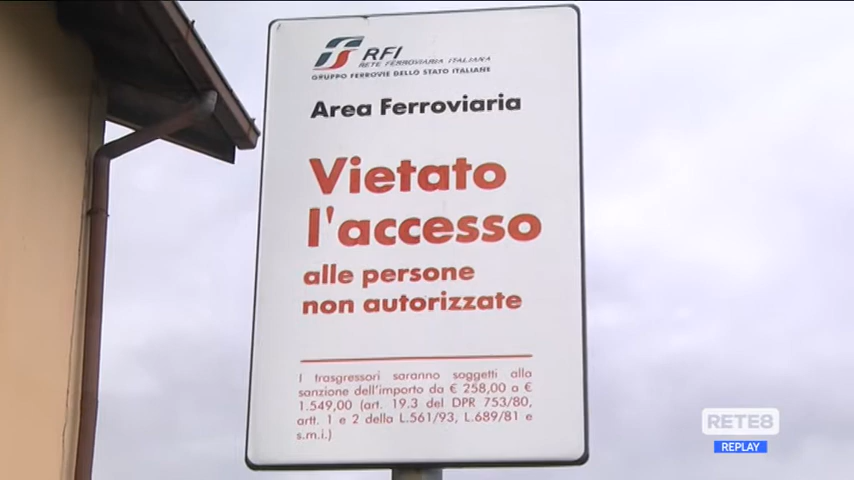 RFI
RETE FERROVIARIA ITALIANA
GRUPPO FERROVIE DELLO STATO ITALIANE
Area Ferroviaria
Vietato
l'accesso
alle persone
non autorizzate
I trasgressori saranno soggetti alla
sanzione dell'importo da € 258,00 a €
1.549,00 (art. 19.3 del DPR 753/80,
artt. 1 e 2 della L.561/93, L.689/81 e
s.m.i.)
RETE8
REPLAY